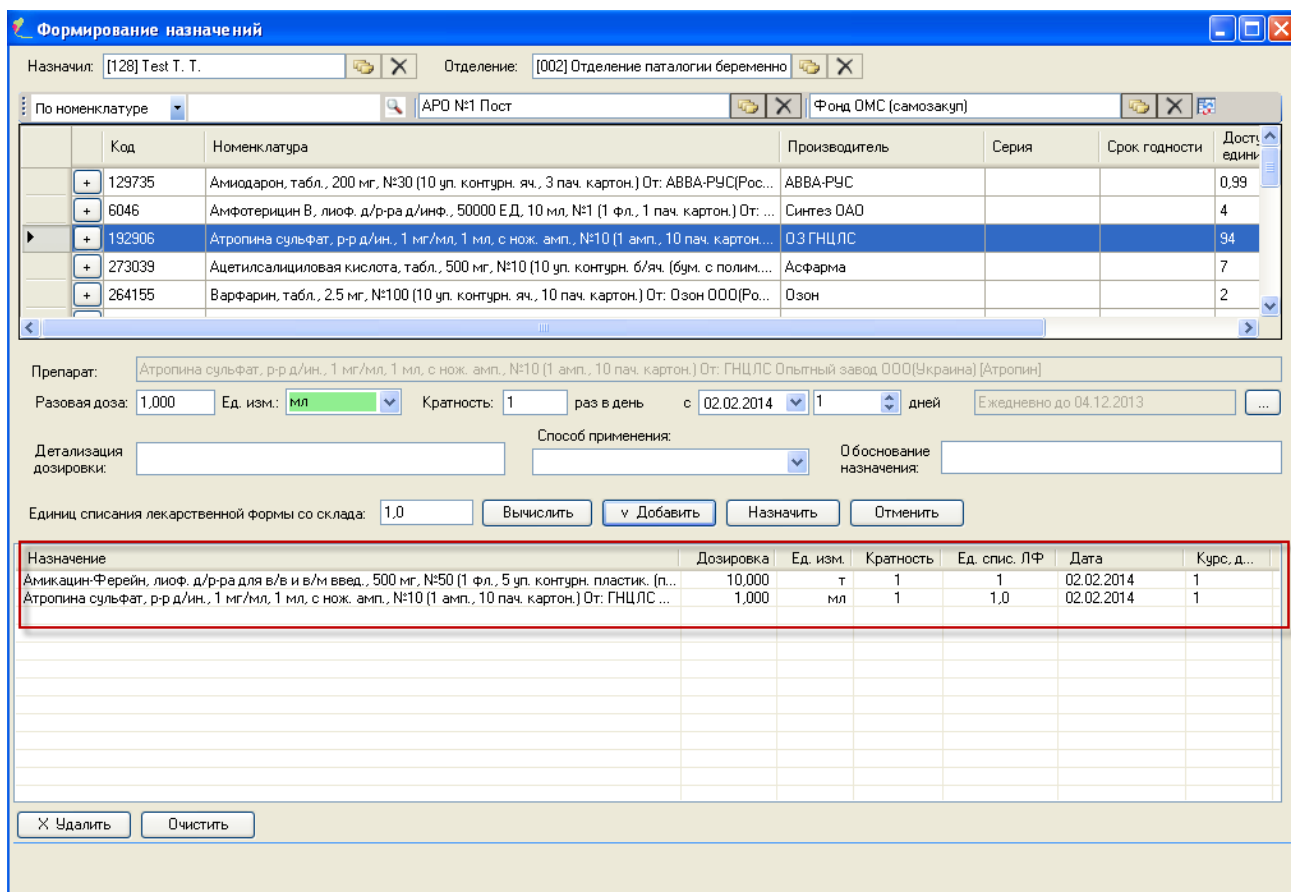 Формирование назначений
Назначил: [128] Test Т. Т. Отделение: [002] Отделение паталогии беременно
По номенклатуре АРО №1 Пост Фонд ОМС (самозакуп)
Код Номенклатура Производитель Серия Срок годности Досту едини
+ 129735 Амиодарон, табл., 200 мг, №30 (10 уп. контурн. яч., 3 пач. картон.) От: АВВА-РУС(Рос... АВВА-РУС 0,99
+ 6046 Амфотерицин В, лиоф. д/р-ра д/инф., 50000 ЕД, 10 мл, №1 (1 фл., 1 пач. картон.) От: ... Синтез ОАО 4
+ 192906 Атропина сульфат, р-р д/ин., 1 мг/мл, 1 мл, с нож. амп., №10 (1 амп., 10 пач. картон.... ОЗ ГНЦЛС 94
+ 273039 Ацетилсалициловая кислота, табл., 500 мг, №10 (10 уп. контурн. б/яч. (бум. с полим.... Асфарма 7
+ 264155 Варфарин, табл., 2.5 мг, №100 (10 уп. контурн. яч., 10 пач. картон.) От: Озон ООО(Ро... Озон 2
Препарат: Атропина сульфат, р-р д/ин., 1 мг/мл, 1 мл, с нож. амп., №10 (1 амп., 10 пач. картон.) От: ГНЦЛС Опытный завод ООО(Украина) [Атропин]
Разовая доза: 1,000 Ед. изм.: мл Кратность: 1 раз в день с 02.02.2014 1 дней Ежедневно до 04.12.2013 ...
Способ применения:
Детализация дозировки: Обоснование назначения:
Единиц списания лекарственной формы со склада: 1,0 Вычислить v Добавить Назначить Отменить
Назначение Дозировка Ед. изм. Кратность Ед. спис. ЛФ Дата Курс, д...
Амикацин-Ферейн, лиоф. д/р-ра для в/в и в/м введ., 500 мг, №50 (1 фл., 5 уп. контурн. пластик. (п... 10,000 т 1 1 02.02.2014 1
Атропина сульфат, р-р д/ин., 1 мг/мл, 1 мл, с нож. амп., №10 (1 амп., 10 пач. картон.) От: ГНЦЛС ... 1,000 мл 1 1,0 02.02.2014 1
X Удалить Очистить